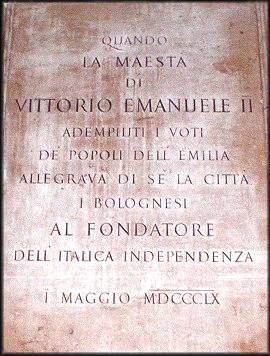 QUANDO
LA MAESTA
DI
VITTORIO EMANUELE II
ADEMPIUTI I VOTI
DE' POPOLI DELL' EMILIA
ALLEGRAVA DI SE LA CITTÀ
I BOLOGNESI
AL FONDATORE
DELL' ITALICA INDEPENDENZA
I MAGGIO MDCCCLX